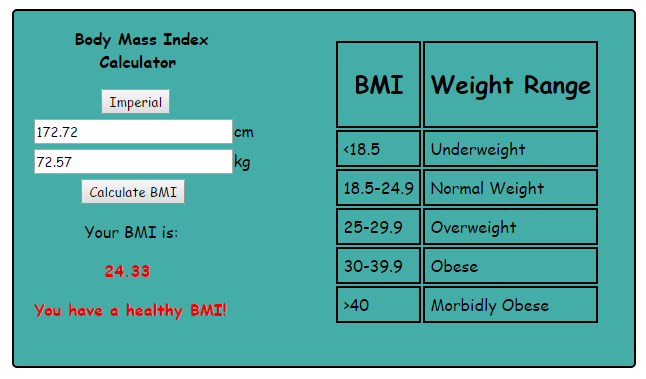 Body Mass Index
Calculator
Imperial
172.72 cm
72.57 kg
Calculate BMI
Your BMI is:
24.33
You have a healthy BMI!
BMI Weight Range
<18.5 Underweight
18.5-24.9 Normal Weight
25-29.9 Overweight
30-39.9 Obese
>40 Morbidly Obese